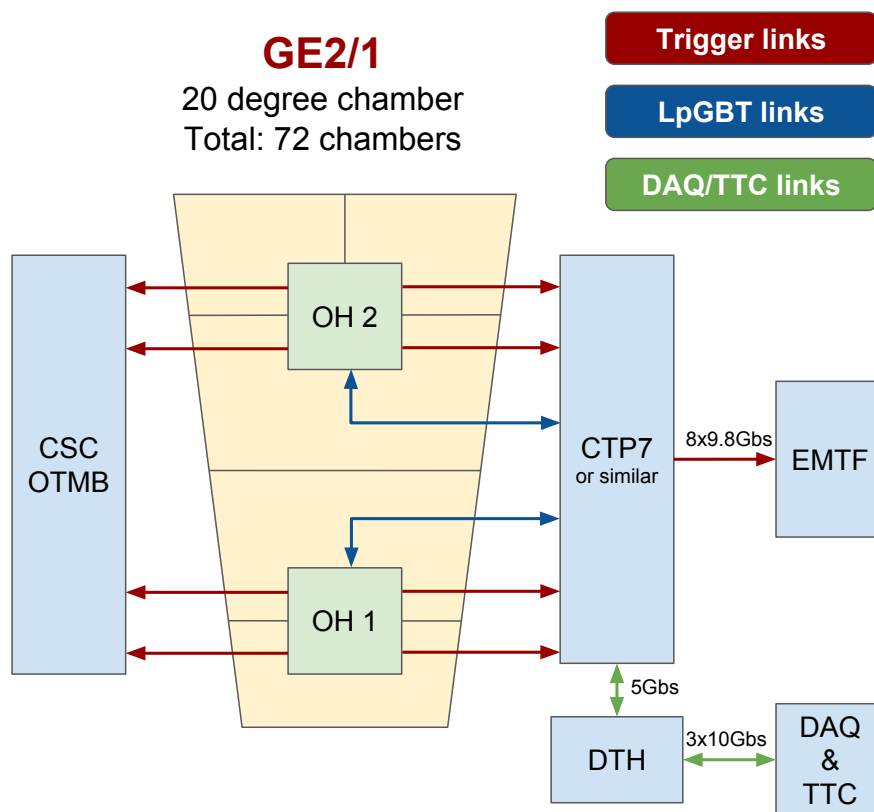 GE2/1
20 degree chamber
Total: 72 chambers
Trigger links
LpGBT links
DAQ/TTC links
OH 2
CSC
OTMB
CTP7
or similar
8x9.8Gbs
EMTF
OH 1
5Gbs
DTH
3x10Gbs
DAQ
&
TTC